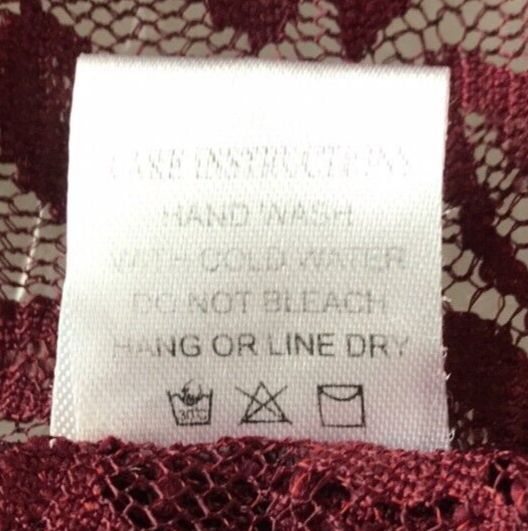 CARE INSTRUCTIONS
HAND WASH
WITH COLD WATER
DO NOT BLEACH
HANG OR LINE DRY
30°C